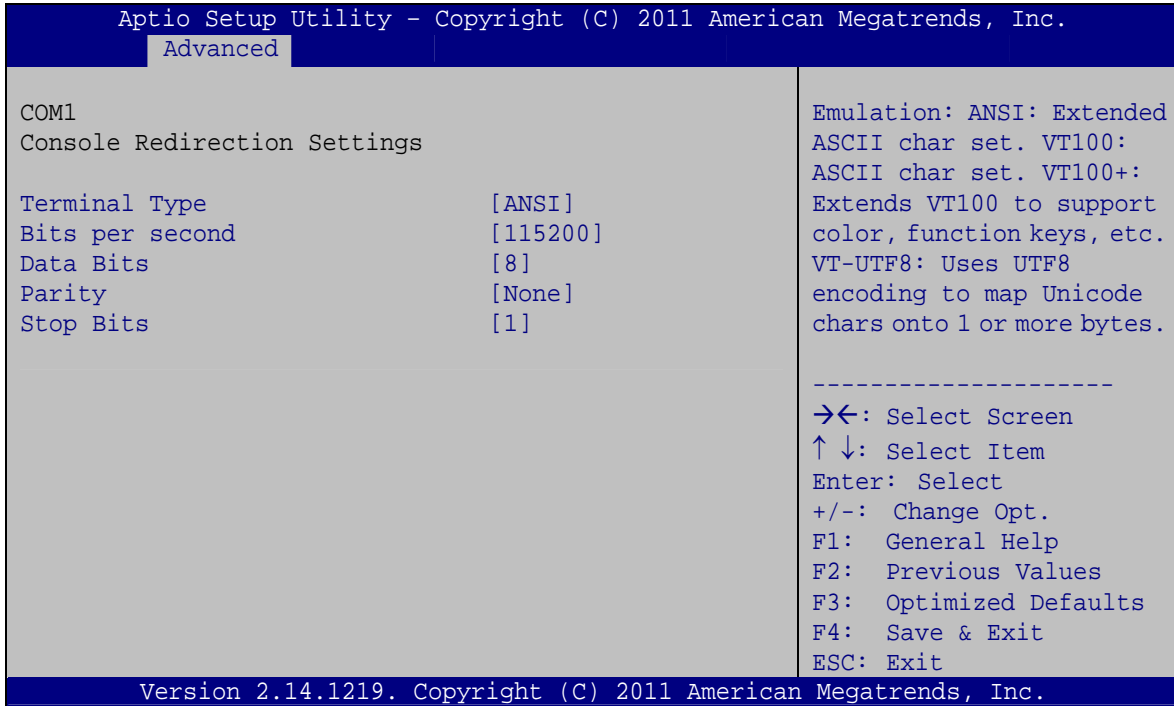 Aptio Setup Utility – Copyright (C) 2011 American Megatrends, Inc.
Advanced
COM1
Console Redirection Settings
Terminal Type [ANSI]
Bits per second [115200]
Data Bits [8]
Parity [None]
Stop Bits [1]
Emulation: ANSI: Extended
ASCII char set. VT100:
ASCII char set. VT100+:
Extends VT100 to support
color, function keys, etc.
VT-UTF8: Uses UTF8
encoding to map Unicode
chars onto 1 or more bytes.
---------------------
→←: Select Screen
↑ ↓: Select Item
Enter: Select
+/-: Change Opt.
F1: General Help
F2: Previous Values
F3: Optimized Defaults
F4: Save & Exit
ESC: Exit
Version 2.14.1219. Copyright (C) 2011 American Megatrends, Inc.